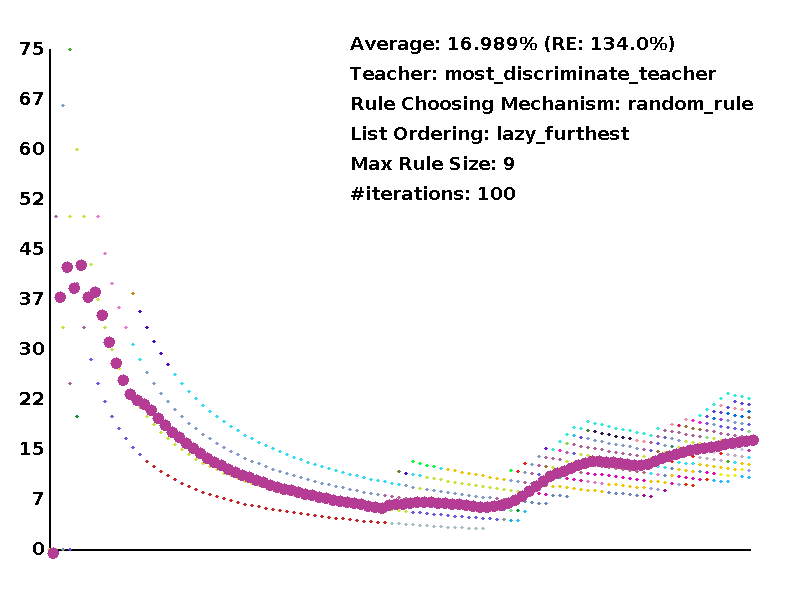 Average: 16.989% (RE: 134.0%)
Teacher: most_discriminate_teacher
Rule Choosing Mechanism: random_rule
List Ordering: lazy_furthest
Max Rule Size: 9
#iterations: 100
75
67
60
52
45
37
30
22
15
7
0